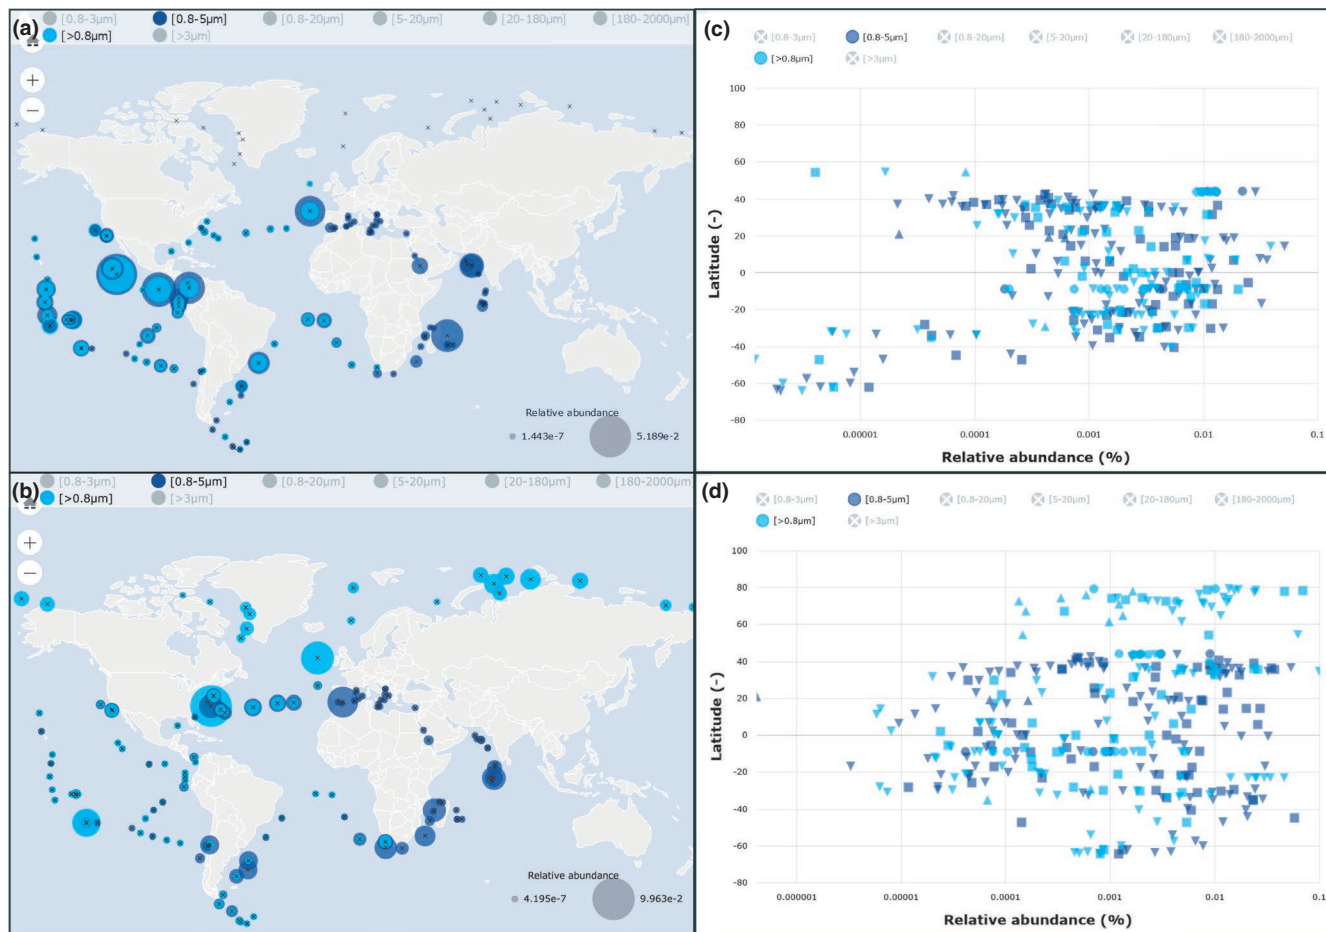 (a)
[0.8-3µm] [0.8-5µm] [0.8-20µm] [5-20µm] [20-180µm] [180-2000µm]
[>0.8µm] [>3µm]
+
−
Relative abundance
1.443e-7 5.189e-2
(c)
[0.8-3µm] [0.8-5µm] [0.8-20µm] [5-20µm] [20-180µm] [180-2000µm]
[>0.8µm] [>3µm]
100
80
60
40
20
0
-20
-40
-60
-80
Latitude (-)
0.00001 0.0001 0.001 0.01 0.1
Relative abundance (%)
(b)
[0.8-3µm] [0.8-5µm] [0.8-20µm] [5-20µm] [20-180µm] [180-2000µm]
[>0.8µm] [>3µm]
+
−
Relative abundance
4.195e-7 9.963e-2
(d)
[0.8-3µm] [0.8-5µm] [0.8-20µm] [5-20µm] [20-180µm] [180-2000µm]
[>0.8µm] [>3µm]
100
80
60
40
20
0
-20
-40
-60
-80
Latitude (-)
0.000001 0.00001 0.0001 0.001 0.01 0.1
Relative abundance (%)